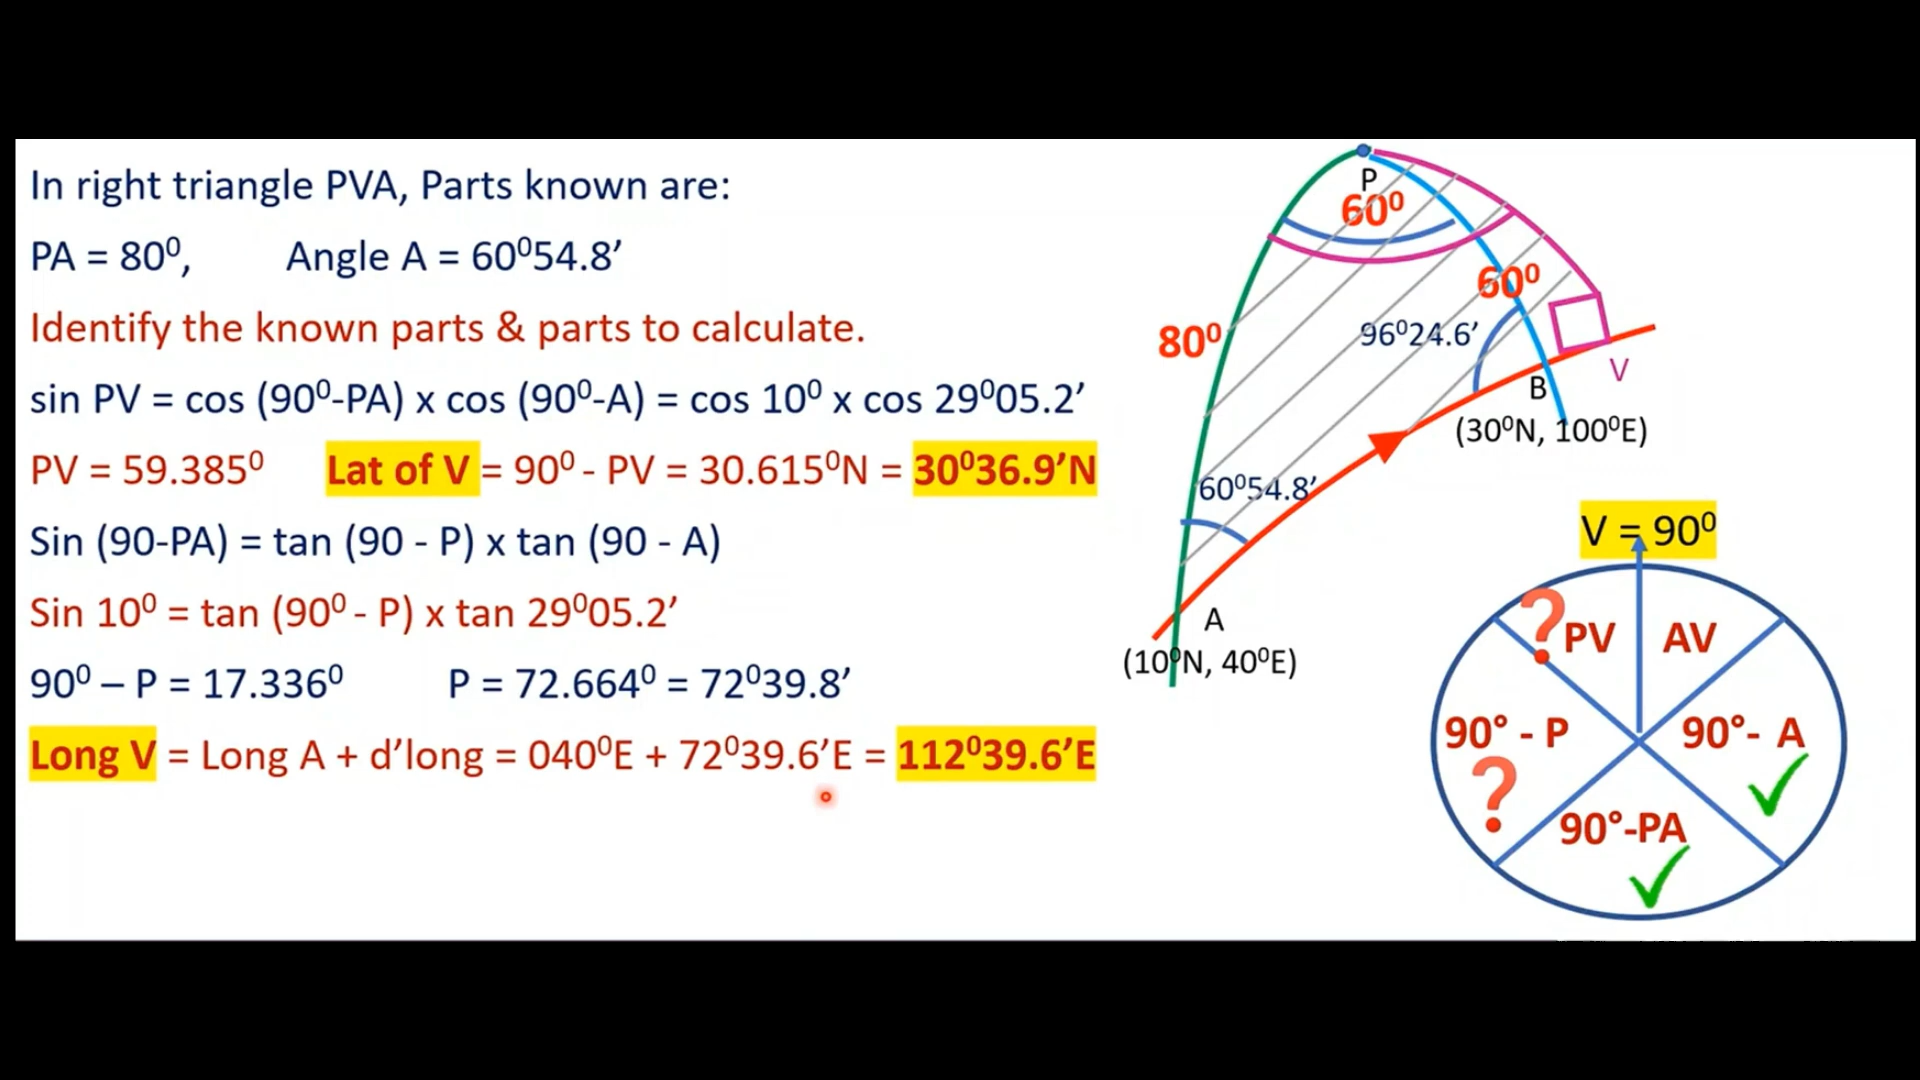 In right triangle PVA, Parts known are:
PA = 80⁰, Angle A = 60⁰54.8’
Identify the known parts & parts to calculate.
sin PV = cos (90⁰-PA) x cos (90⁰-A) = cos 10⁰ x cos 29⁰05.2’
PV = 59.385⁰ Lat of V = 90⁰ - PV = 30.615⁰N = 30⁰36.9’N
Sin (90-PA) = tan (90 - P) x tan (90 - A)
Sin 10⁰ = tan (90⁰ - P) x tan 29⁰05.2’
90⁰ – P = 17.336⁰ P = 72.664⁰ = 72⁰39.8’
Long V = Long A + d’long = 040⁰E + 72⁰39.6’E = 112⁰39.6’E
P
60⁰
60⁰
80⁰
96⁰24.6’
V
B
(30⁰N, 100⁰E)
60⁰54.8’
A
(10⁰N, 40⁰E)
V = 90⁰
? PV AV
90° - P 90°- A
?
90°-PA